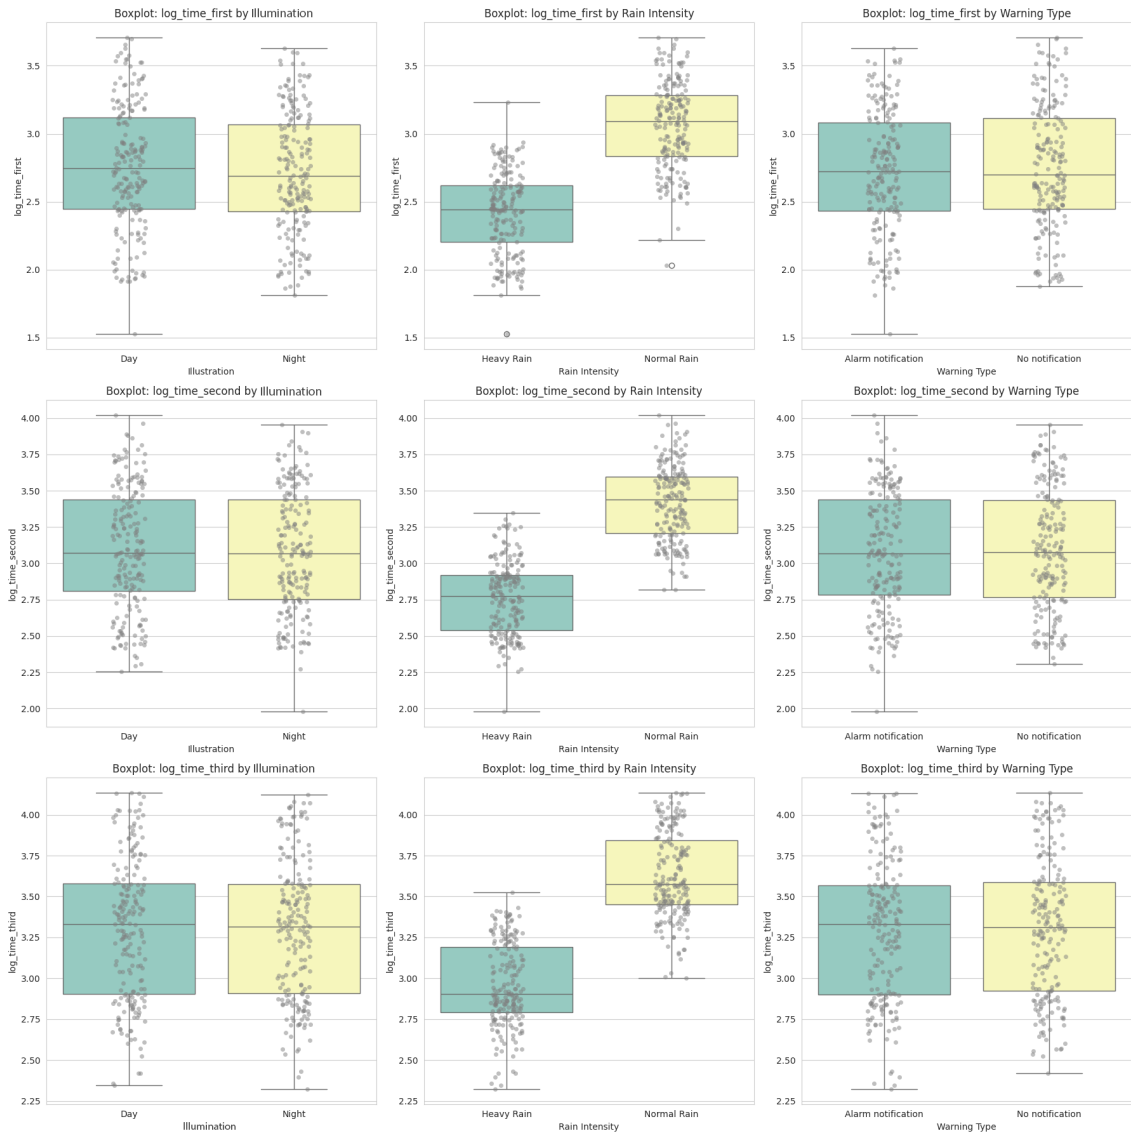 Boxplot: log_time_first by Illumination
Boxplot: log_time_first by Rain Intensity
Boxplot: log_time_first by Warning Type
log_time_first
3.5
3.0
2.5
2.0
1.5
Day
Night
Illustration
log_time_first
3.5
3.0
2.5
2.0
1.5
Heavy Rain
Normal Rain
Rain Intensity
log_time_first
3.5
3.0
2.5
2.0
1.5
Alarm notification
No notification
Warning Type
Boxplot: log_time_second by Illumination
Boxplot: log_time_second by Rain Intensity
Boxplot: log_time_second by Warning Type
log_time_second
4.00
3.75
3.50
3.25
3.00
2.75
2.50
2.25
2.00
Day
Night
Illustration
log_time_second
4.00
3.75
3.50
3.25
3.00
2.75
2.50
2.25
2.00
Heavy Rain
Normal Rain
Rain Intensity
log_time_second
4.00
3.75
3.50
3.25
3.00
2.75
2.50
2.25
2.00
Alarm notification
No notification
Warning Type
Boxplot: log_time_third by Illumination
Boxplot: log_time_third by Rain Intensity
Boxplot: log_time_third by Warning Type
log_time_third
4.00
3.75
3.50
3.25
3.00
2.75
2.50
2.25
Day
Night
Illumination
log_time_third
4.00
3.75
3.50
3.25
3.00
2.75
2.50
2.25
Heavy Rain
Normal Rain
Rain Intensity
log_time_third
4.00
3.75
3.50
3.25
3.00
2.75
2.50
2.25
Alarm notification
No notification
Warning Type